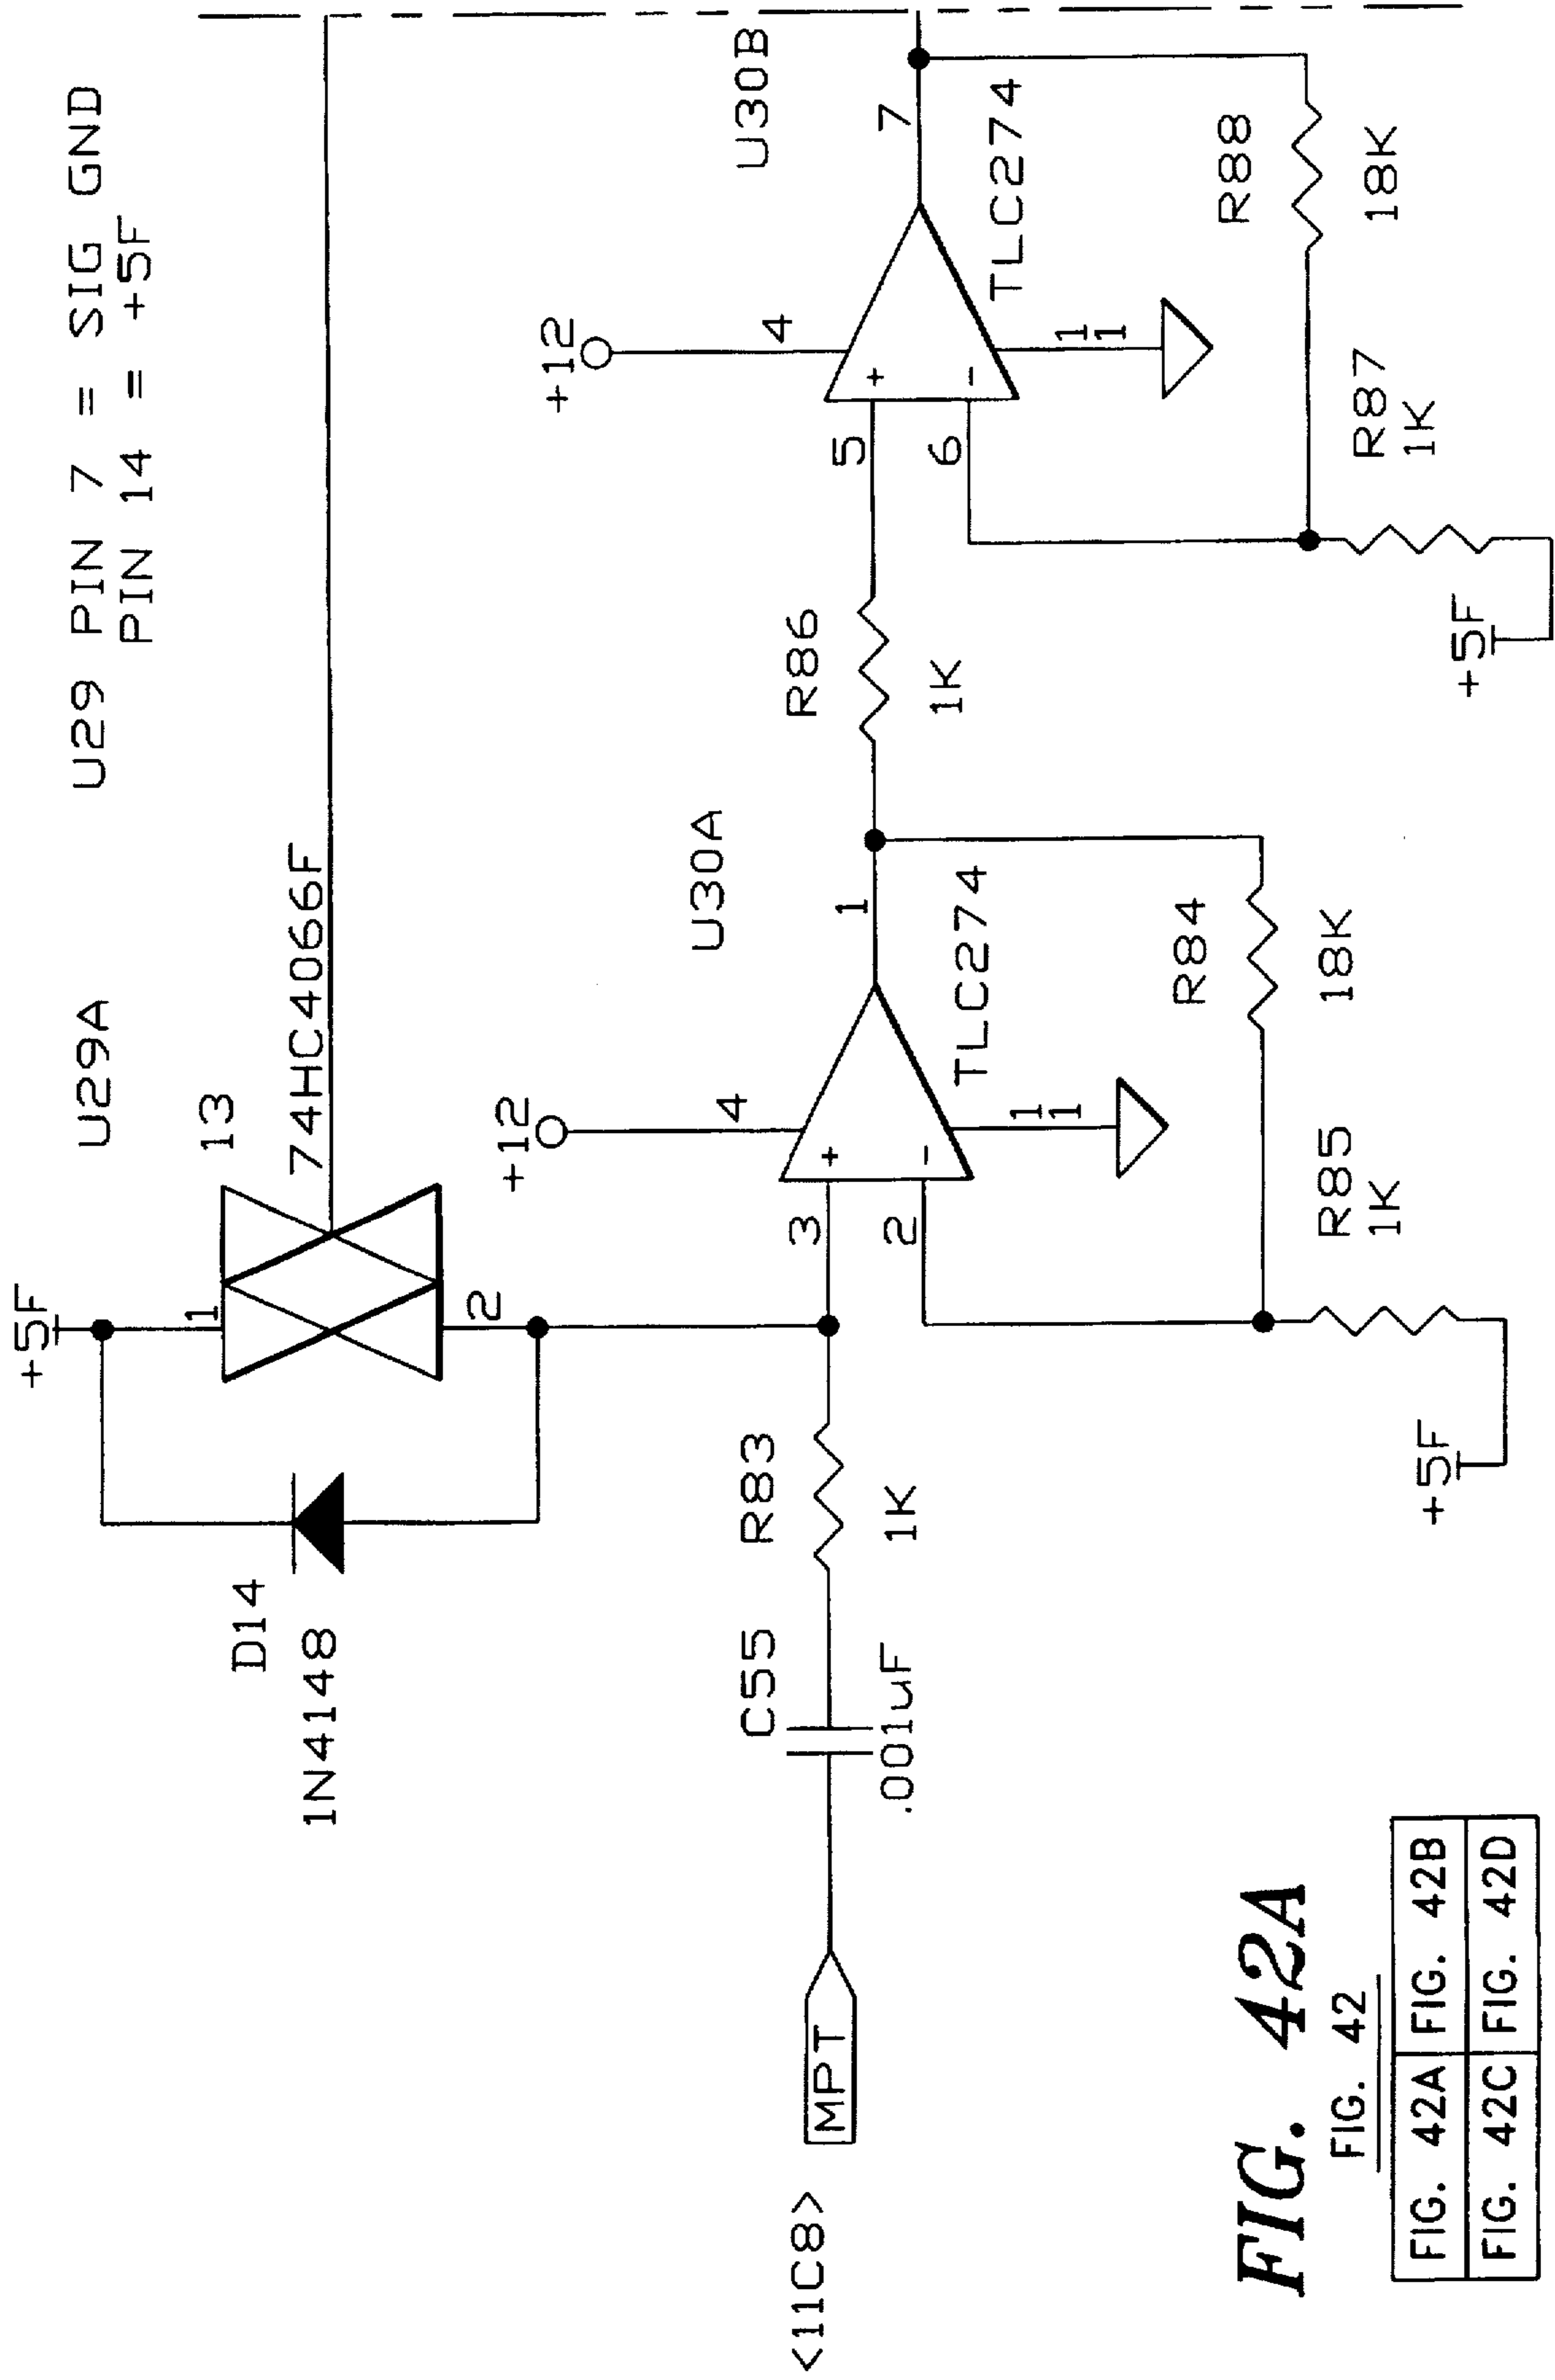 U29 PIN 7 = SIG GND
PIN 14 = +5F
+5F
U29A
1
13
2
74HC4066F
D14
1N4148
+12
4
U30A
3
+
2
-
1
11
TLC274
+12
4
U30B
5
+
6
-
7
11
TLC274
<11C8>
MPT
C55
.001uF
R83
1K
R86
1K
R84
18K
R85
1K
+5F
R88
18K
R87
1K
+5F
FIG. 42A
FIG. 42
FIG. 42A FIG. 42B
FIG. 42C FIG. 42D